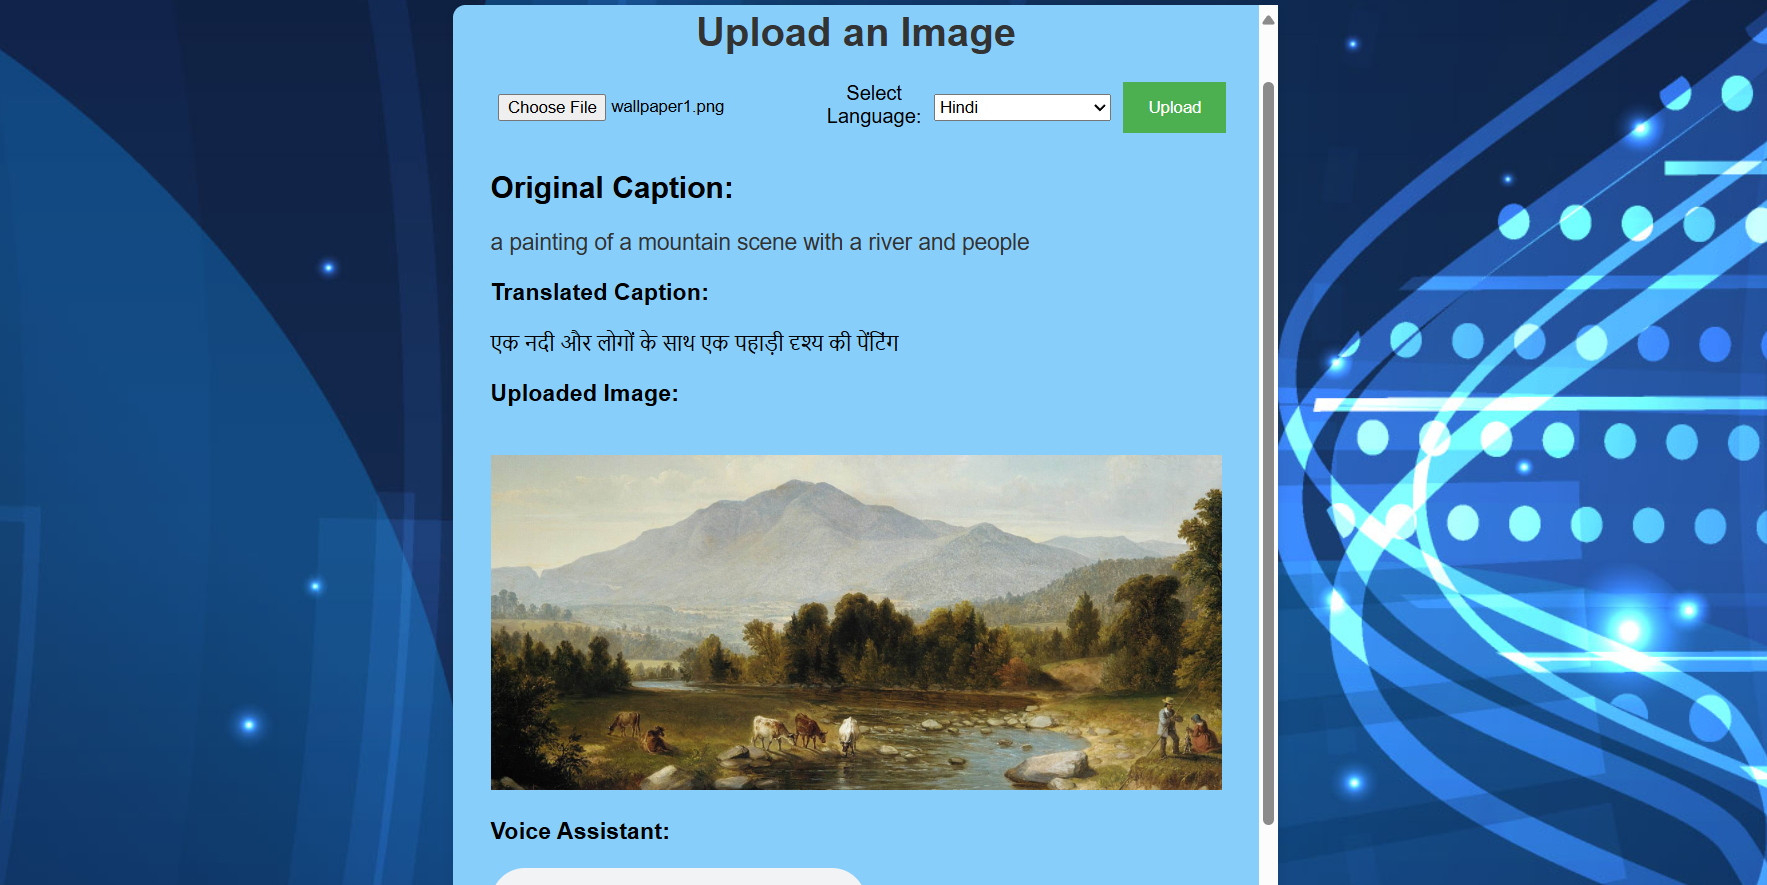 Upload an Image
Choose File wallpaper1.png
Select
Language:
Hindi
Upload
Original Caption:
a painting of a mountain scene with a river and people
Translated Caption:
एक नदी और लोगों के साथ एक पहाड़ी दृश्य की पेंटिंग
Uploaded Image:
Voice Assistant: